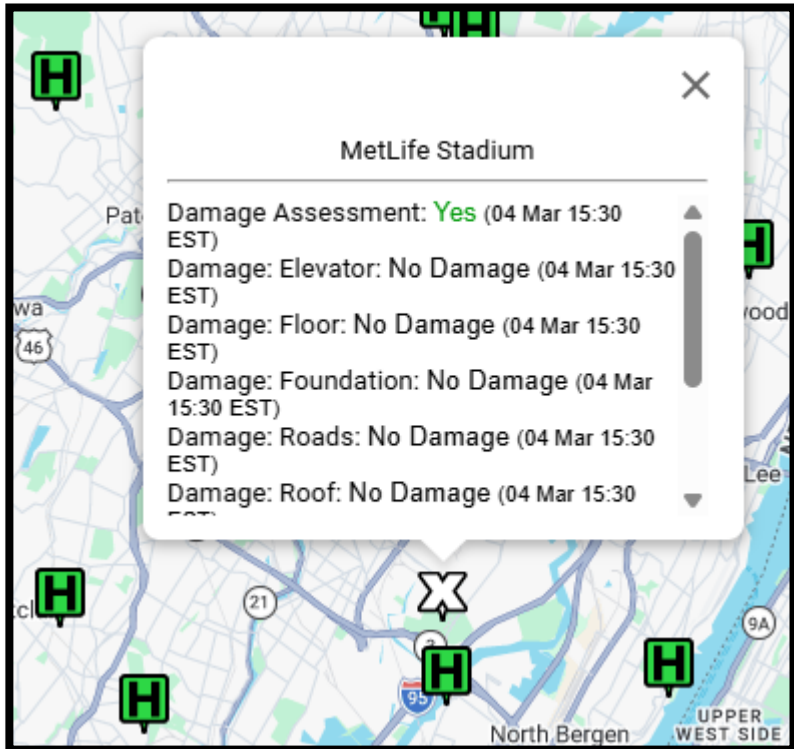 MetLife Stadium
Damage Assessment: Yes (04 Mar 15:30
EST)
Damage: Elevator: No Damage (04 Mar 15:30
EST)
Damage: Floor: No Damage (04 Mar 15:30
EST)
Damage: Foundation: No Damage (04 Mar
15:30 EST)
Damage: Roads: No Damage (04 Mar 15:30
EST)
Damage: Roof: No Damage (04 Mar 15:30
EST)
H
H
H
Pat
wa
46
ood
Lee
H
21
9A
3
H
H
H
95
North Bergen
UPPER
WEST SIDE